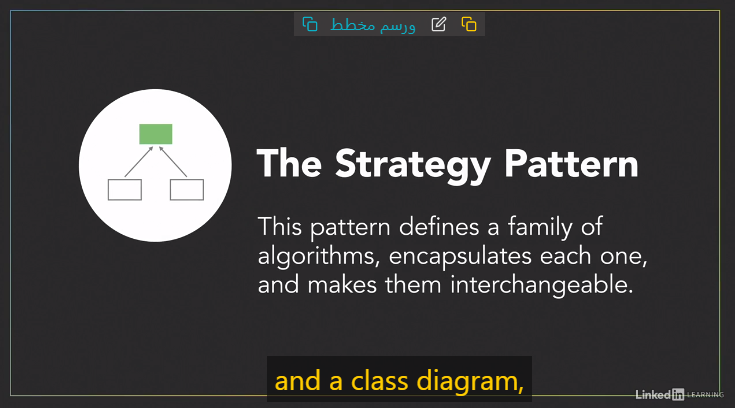 ورسم مخطط
The Strategy Pattern
This pattern defines a family of
algorithms, encapsulates each one,
and makes them interchangeable.
and a class diagram,
LinkedIn LEARNING